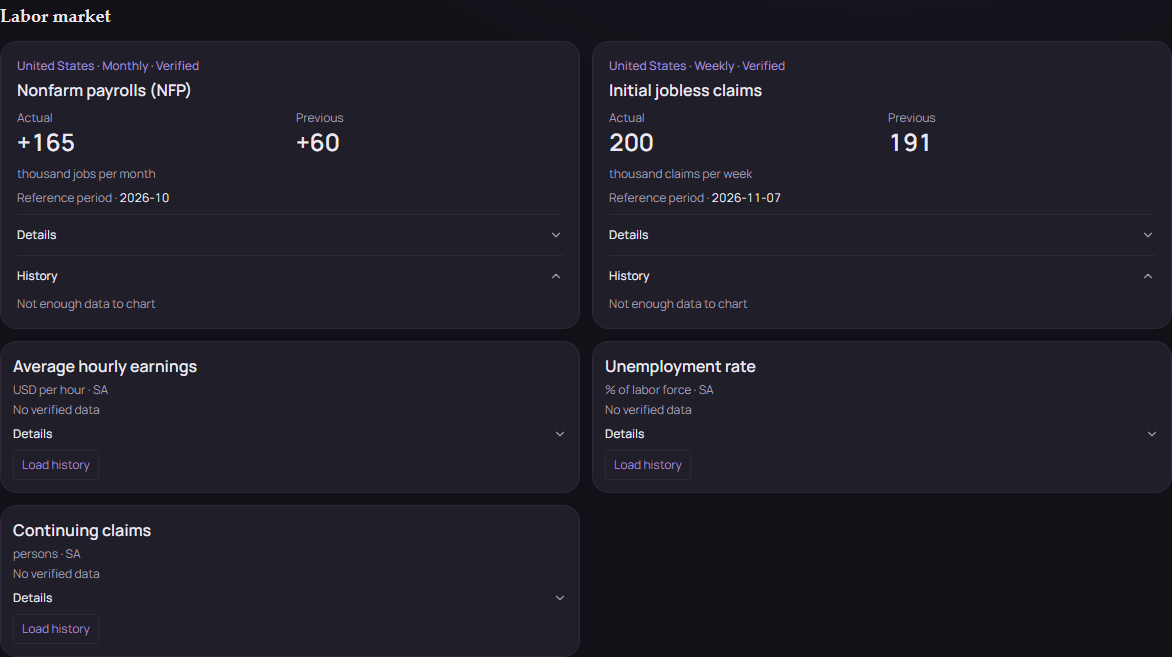 Labor market
United States · Monthly · Verified
Nonfarm payrolls (NFP)
Actual
Previous
+165
+60
thousand jobs per month
Reference period · 2026-10
Details
History
Not enough data to chart
United States · Weekly · Verified
Initial jobless claims
Actual
Previous
200
191
thousand claims per week
Reference period · 2026-11-07
Details
History
Not enough data to chart
Average hourly earnings
USD per hour · SA
No verified data
Details
Load history
Unemployment rate
% of labor force · SA
No verified data
Details
Load history
Continuing claims
persons · SA
No verified data
Details
Load history